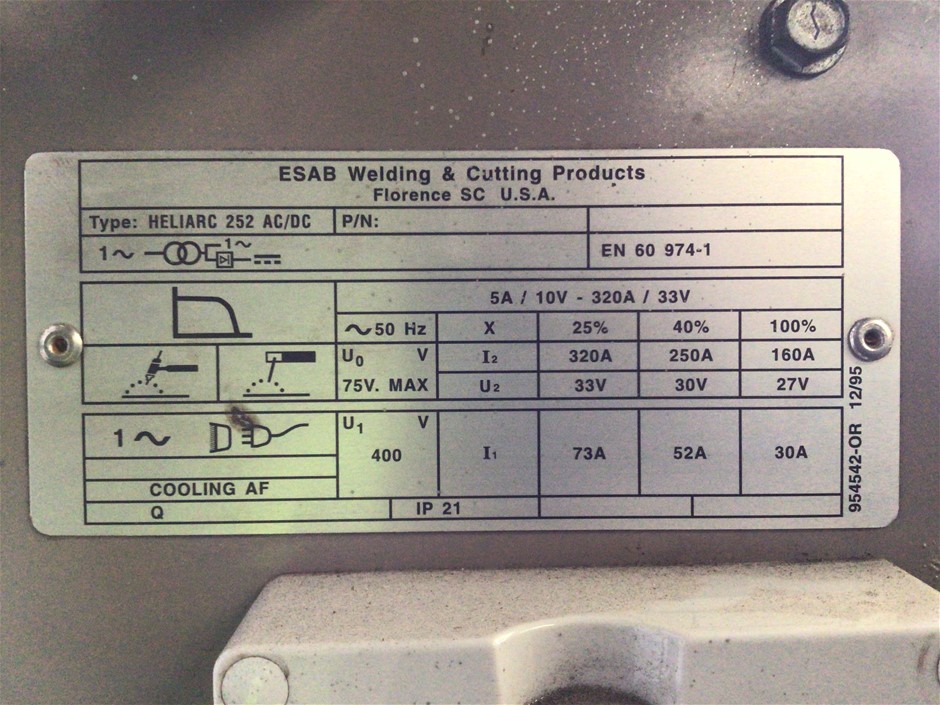 ESAB Welding & Cutting Products
Florence SC U.S.A.
Type: HELIARC 252 AC/DC P/N:
1~ 1~ EN 60 974-1
5A / 10V - 320A / 33V
~50 Hz X 25% 40% 100%
U0 V I2 320A 250A 160A
75V. MAX U2 33V 30V 27V
U1 V
1~ 400 I1 73A 52A 30A
COOLING AF
Q IP 21
954542-OR 12/95